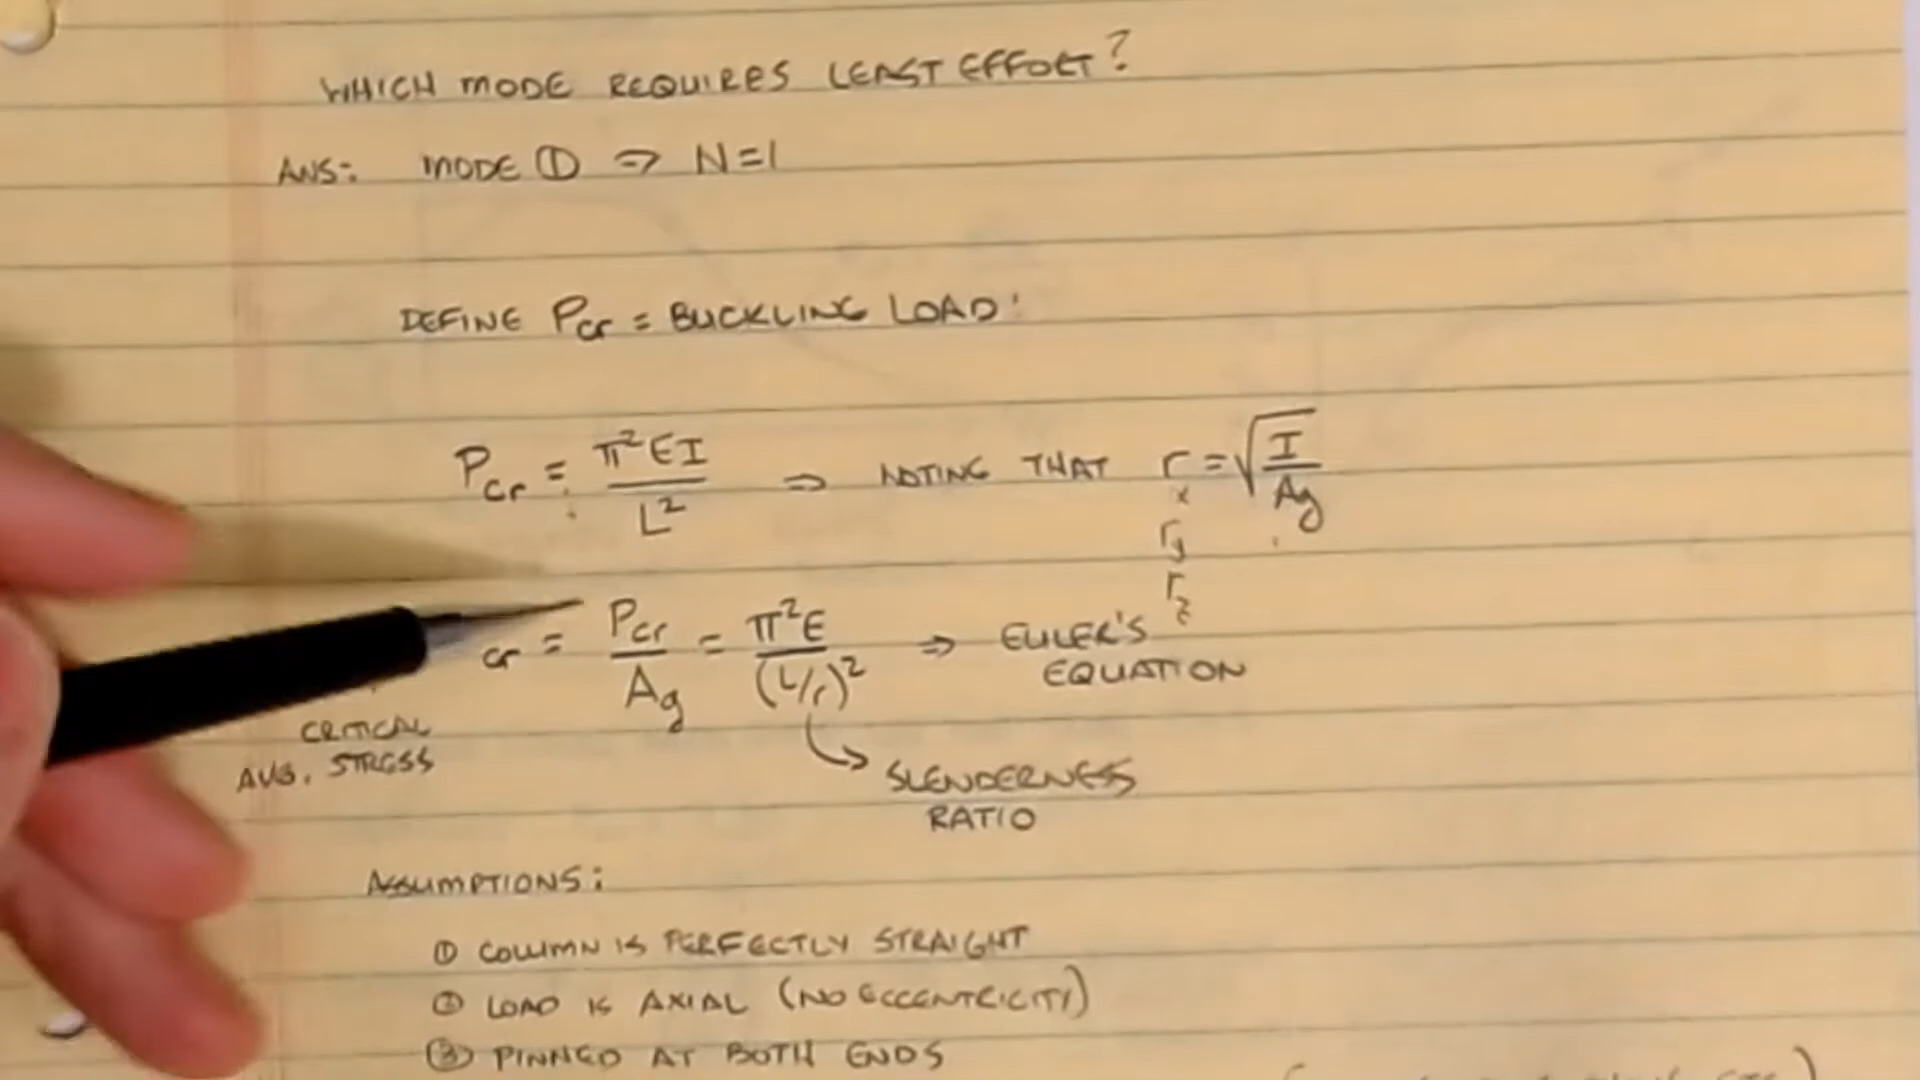 WHICH MODE REQUIRES LEAST EFFORT?
ANS: MODE ① ⇒ N=1
DEFINE Pcr = BUCKLING LOAD:
Pcr = π²EI / L² ⇒ NOTING THAT r = √(I/Ag)
x
ry
rz
cr = Pcr / Ag = π²E / (L/r)² ⇒ EULER'S EQUATION
CRITICAL
AVG. STRESS
SLENDERNESS
RATIO
ASSUMPTIONS:
① COLUMN IS PERFECTLY STRAIGHT
② LOAD IS AXIAL (NO ECCENTRICITY)
③ PINNED AT BOTH ENDS